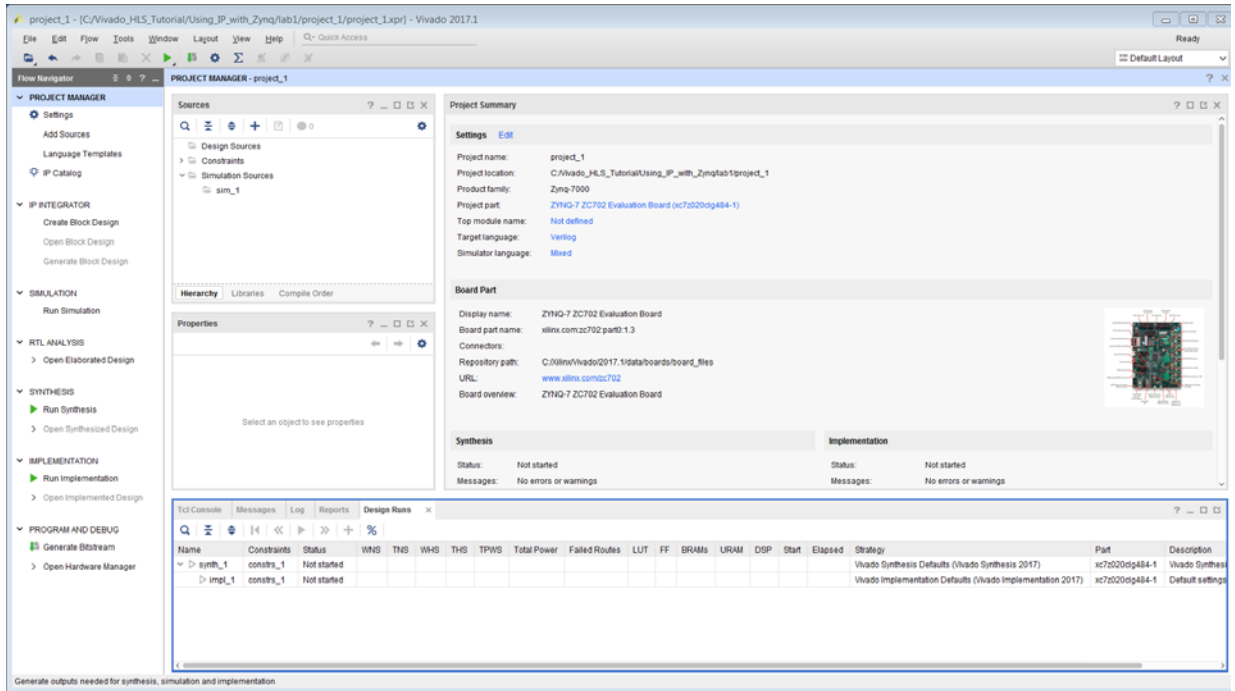 project_1 - [C:/Vivado_HLS_Tutorial/Using_IP_with_Zynq/lab1/project_1/project_1.xpr] - Vivado 2017.1
File Edit Flow Tools Window Layout View Help Quick Access Ready
Default Layout
Flow Navigator
PROJECT MANAGER
Settings
Add Sources
Language Templates
IP Catalog
IP INTEGRATOR
Create Block Design
Open Block Design
Generate Block Design
SIMULATION
Run Simulation
RTL ANALYSIS
Open Elaborated Design
SYNTHESIS
Run Synthesis
Open Synthesized Design
IMPLEMENTATION
Run Implementation
Open Implemented Design
PROGRAM AND DEBUG
Generate Bitstream
Open Hardware Manager
PROJECT MANAGER - project_1
Sources
0
Design Sources
Constraints
Simulation Sources
sim_1
Hierarchy Libraries Compile Order
Properties
Select an object to see properties
Project Summary
Settings Edit
Project name: project_1
Project location: C:/Vivado_HLS_Tutorial/Using_IP_with_Zynq/lab1/project_1
Product family: Zynq-7000
Project part: ZYNQ-7 ZC702 Evaluation Board (xc7z020clg484-1)
Top module name: Not defined
Target language: Verilog
Simulator language: Mixed
Board Part
Display name: ZYNQ-7 ZC702 Evaluation Board
Board part name: xilinx.com:zc702:part0:1.3
Connectors:
Repository path: C:/Xilinx/Vivado/2017.1/data/boards/board_files
URL: www.xilinx.com/zc702
Board overview: ZYNQ-7 ZC702 Evaluation Board
Synthesis
Status: Not started
Messages: No errors or warnings
Implementation
Status: Not started
Messages: No errors or warnings
Tcl Console Messages Log Reports Design Runs
Name Constraints Status WNS TNS WHS THS TPWS Total Power Failed Routes LUT FF BRAMs URAM DSP Start Elapsed Strategy Part Description
synth_1 constrs_1 Not started Vivado Synthesis Defaults (Vivado Synthesis 2017) xc7z020clg484-1 Vivado Synthesi
impl_1 constrs_1 Not started Vivado Implementation Defaults (Vivado Implementation 2017) xc7z020clg484-1 Default settings
Generate outputs needed for synthesis, simulation and implementation